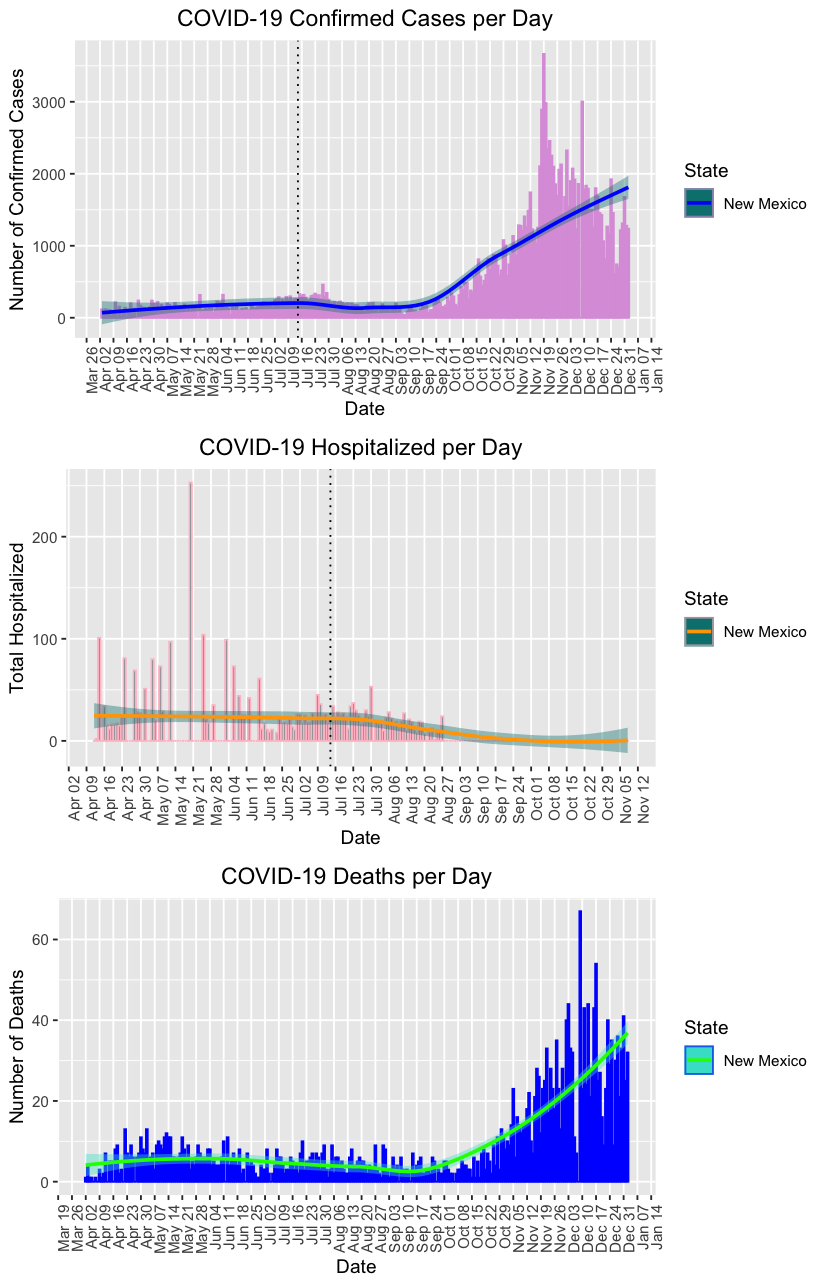 COVID-19 Confirmed Cases per Day
Number of Confirmed Cases
3000
2000
1000
0
Mar 26
Apr 02
Apr 09
Apr 16
Apr 23
Apr 30
May 07
May 14
May 21
May 28
Jun 04
Jun 11
Jun 18
Jun 25
Jul 02
Jul 09
Jul 16
Jul 23
Jul 30
Aug 06
Aug 13
Aug 20
Aug 27
Sep 03
Sep 10
Sep 17
Sep 24
Oct 01
Oct 08
Oct 15
Oct 22
Oct 29
Nov 05
Nov 12
Nov 19
Nov 26
Dec 03
Dec 10
Dec 17
Dec 24
Dec 31
Jan 07
Jan 14
Date
State
New Mexico
COVID-19 Hospitalized per Day
Total Hospitalized
200
100
0
Apr 02
Apr 09
Apr 16
Apr 23
Apr 30
May 07
May 14
May 21
May 28
Jun 04
Jun 11
Jun 18
Jun 25
Jul 02
Jul 09
Jul 16
Jul 23
Jul 30
Aug 06
Aug 13
Aug 20
Aug 27
Sep 03
Sep 10
Sep 17
Sep 24
Oct 01
Oct 08
Oct 15
Oct 22
Oct 29
Nov 05
Nov 12
Date
State
New Mexico
COVID-19 Deaths per Day
Number of Deaths
60
40
20
0
Mar 19
Mar 26
Apr 02
Apr 09
Apr 16
Apr 23
Apr 30
May 07
May 14
May 21
May 28
Jun 04
Jun 11
Jun 18
Jun 25
Jul 02
Jul 09
Jul 16
Jul 23
Jul 30
Aug 06
Aug 13
Aug 20
Aug 27
Sep 03
Sep 10
Sep 17
Sep 24
Oct 01
Oct 08
Oct 15
Oct 22
Oct 29
Nov 05
Nov 12
Nov 19
Nov 26
Dec 03
Dec 10
Dec 17
Dec 24
Dec 31
Jan 07
Jan 14
Date
State
New Mexico